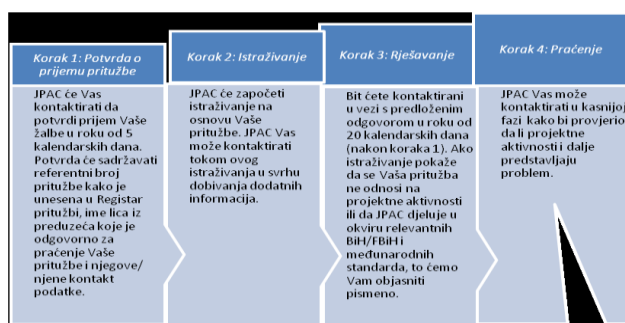 Korak 1: Potvrda o
prijemu pritužbe
JPAC će Vas
kontaktirati da
potvrdi prijem Vaše
žalbe u roku od 5
kalendarskih dana.
Potvrda će sadržavati
referentni broj
pritužbe kako je
unesena u Registar
pritužbi, ime lica iz
preduzeća koje je
odgovorno za
praćenje Vaše
pritužbe i njegove/
njene kontakt
podatke.
Korak 2: Istraživanje
JPAC će započeti
istraživanje na
osnovu Vaše
pritužbe. JPAC Vas
može kontaktirati
tokom ovog
istraživanja u svrhu
dobivanja dodatnih
informacija.
Korak 3: Rješavanje
Bit ćete kontaktirani
u vezi s predloženim
odgovorom u roku od
20 kalendarskih dana
(nakon koraka 1). Ako
istraživanje pokaže
da se Vaša pritužba
ne odnosi na
projektne aktivnosti
ili da JPAC djeluje u
okviru relevantnih
BiH/FBiH i
međunarodnih
standarda, to ćemo
Vam objasniti
pismeno.
Korak 4: Praćenje
JPAC Vas može
kontaktirati u kasnijoj
fazi kako bi provjerio
da li projektne
aktivnosti i dalje
predstavljaju
problem.